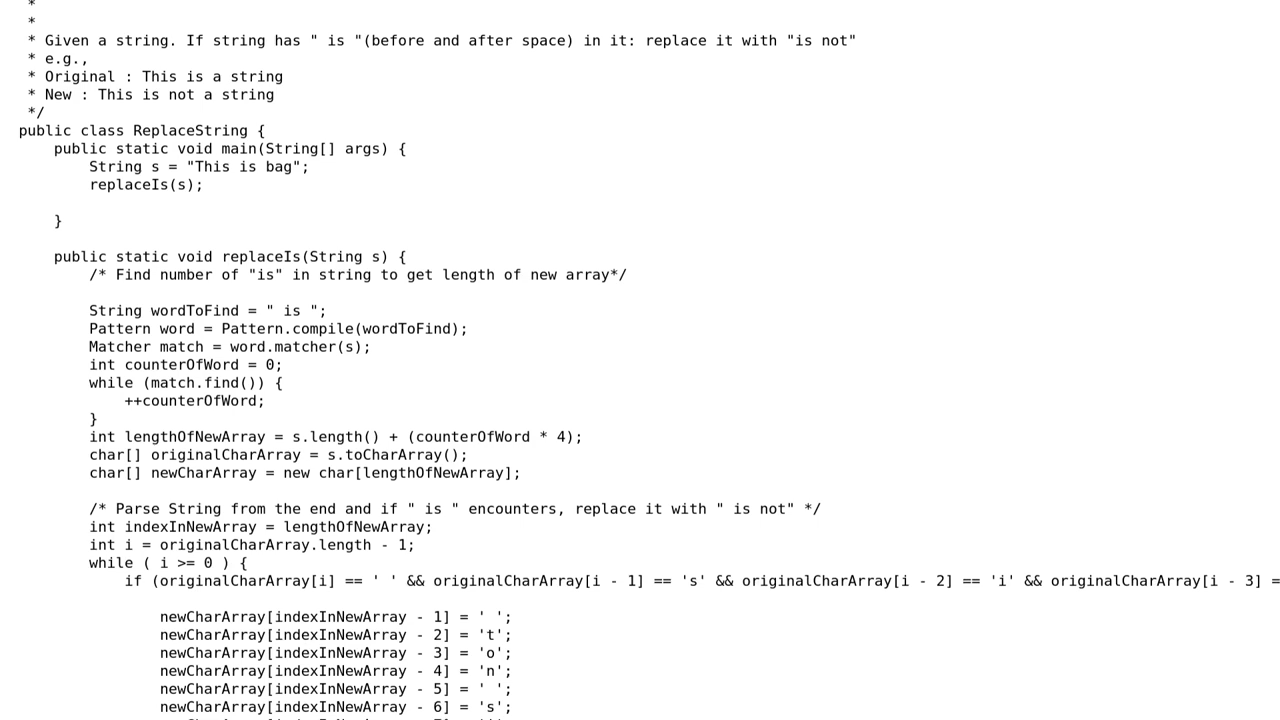 *
*
* Given a string. If string has " is "(before and after space) in it: replace it with "is not"
* e.g.,
* Original : This is a string
* New : This is not a string
*/
public class ReplaceString {
public static void main(String[] args) {
String s = "This is bag";
replaceIs(s);
}
public static void replaceIs(String s) {
/* Find number of "is" in string to get length of new array*/
String wordToFind = " is ";
Pattern word = Pattern.compile(wordToFind);
Matcher match = word.matcher(s);
int counterOfWord = 0;
while (match.find()) {
++counterOfWord;
}
int lengthOfNewArray = s.length() + (counterOfWord * 4);
char[] originalCharArray = s.toCharArray();
char[] newCharArray = new char[lengthOfNewArray];
/* Parse String from the end and if " is " encounters, replace it with " is not" */
int indexInNewArray = lengthOfNewArray;
int i = originalCharArray.length - 1;
while ( i >= 0 ) {
if (originalCharArray[i] == ' ' && originalCharArray[i - 1] == 's' && originalCharArray[i - 2] == 'i' && originalCharArray[i - 3] =
newCharArray[indexInNewArray - 1] = ' ';
newCharArray[indexInNewArray - 2] = 't';
newCharArray[indexInNewArray - 3] = 'o';
newCharArray[indexInNewArray - 4] = 'n';
newCharArray[indexInNewArray - 5] = ' ';
newCharArray[indexInNewArray - 6] = 's';